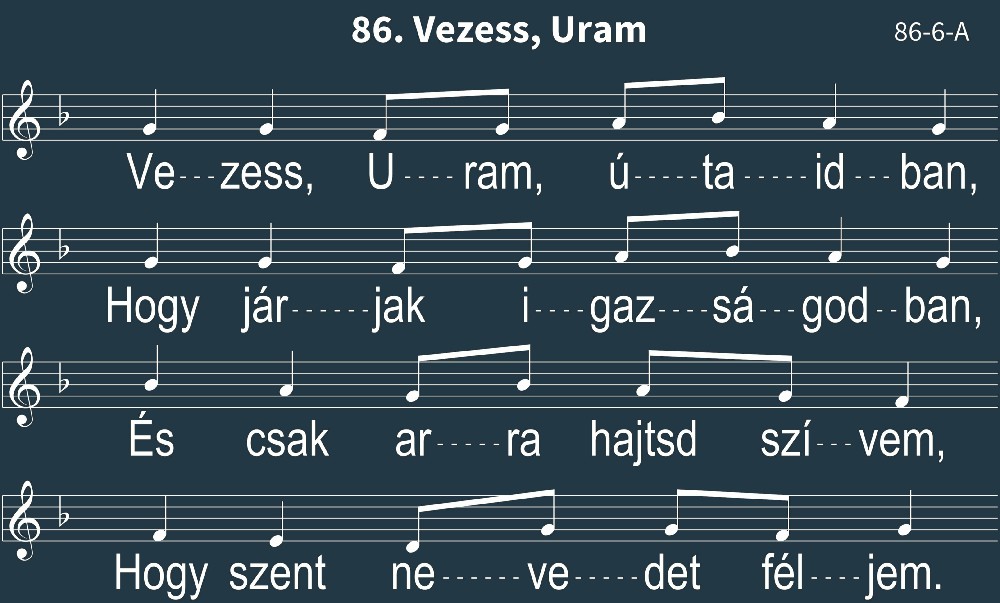 86. Vezess, Uram
86-6-A
Ve---zess, U----ram, ú-----ta-----id---ban,
Hogy jár------jak i----gaz----sá---god--ban,
És csak ar-----ra hajtsd szí---vem,
Hogy szent ne------ve----det fél----jem.